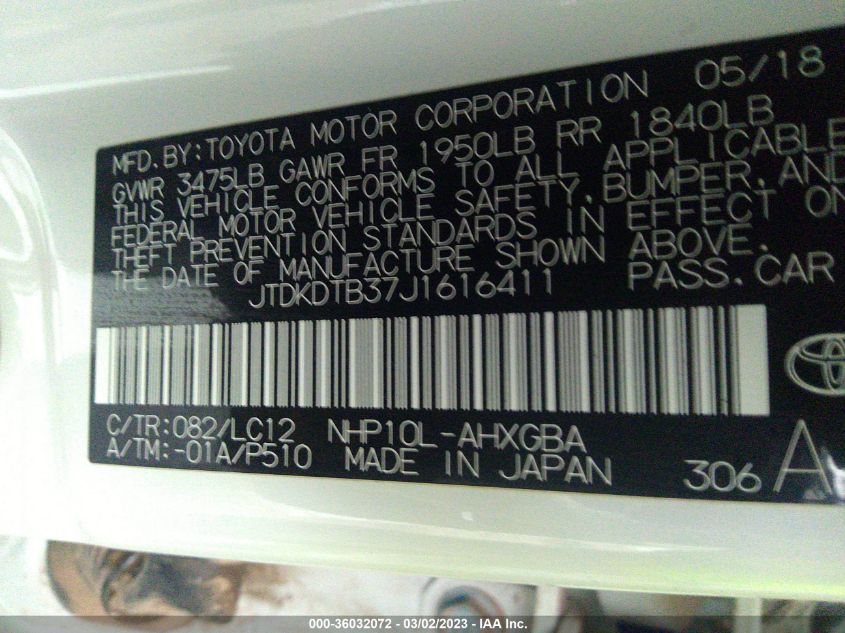 MFD. BY: TOYOTA MOTOR CORPORATION 05/18
GVWR 3475LB GAWR FR 1950LB RR 1840LB
THIS VEHICLE CONFORMS TO ALL APPLICABLE
FEDERAL MOTOR VEHICLE SAFETY, BUMPER, AND
THEFT PREVENTION STANDARDS IN EFFECT ON
THE DATE OF MANUFACTURE SHOWN ABOVE.
JTDKDTB37J1616411 PASS. CAR
C/TR: 082/LC12 NHP10L-AHXGBA
A/TM: -01A/P510 MADE IN JAPAN 306 A
000-36032072 — 03/02/2023 — IAA Inc.